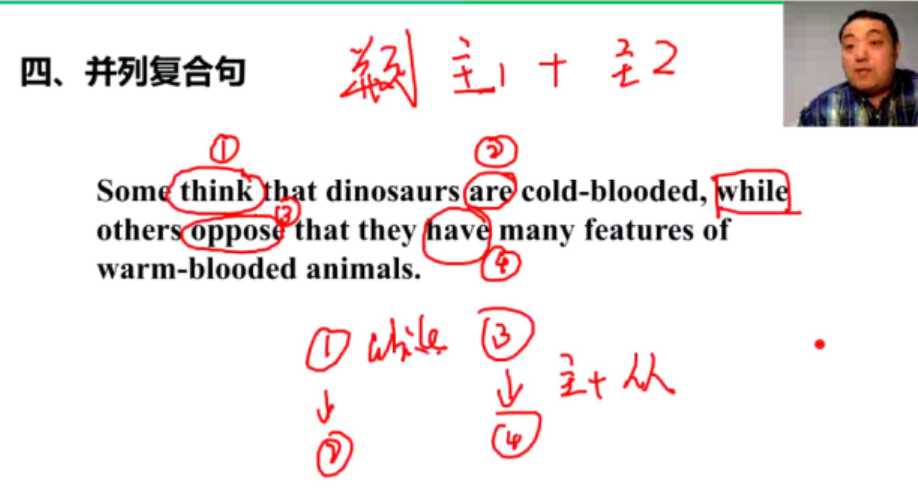 四、并列复合句
并列 主1 + 主2
① ②
Some think that dinosaurs are cold-blooded, while
③
others oppose that they have many features of
④
warm-blooded animals.
① while ③
↓ ↓ 主+从
② ④